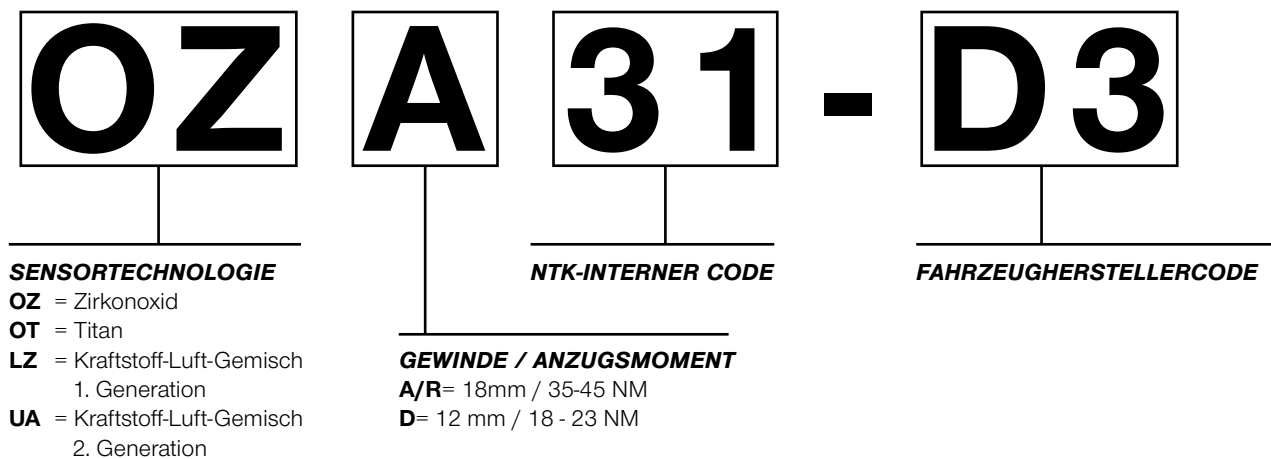 OZ A 31 - D3
SENSORTECHNOLOGIE
OZ = Zirkonoxid
OT = Titan
LZ = Kraftstoff-Luft-Gemisch
1. Generation
UA = Kraftstoff-Luft-Gemisch
2. Generation
GEWINDE / ANZUGSMOMENT
A/R= 18mm / 35-45 NM
D= 12 mm / 18 - 23 NM
NTK-INTERNER CODE
FAHRZEUGHERSTELLERCODE